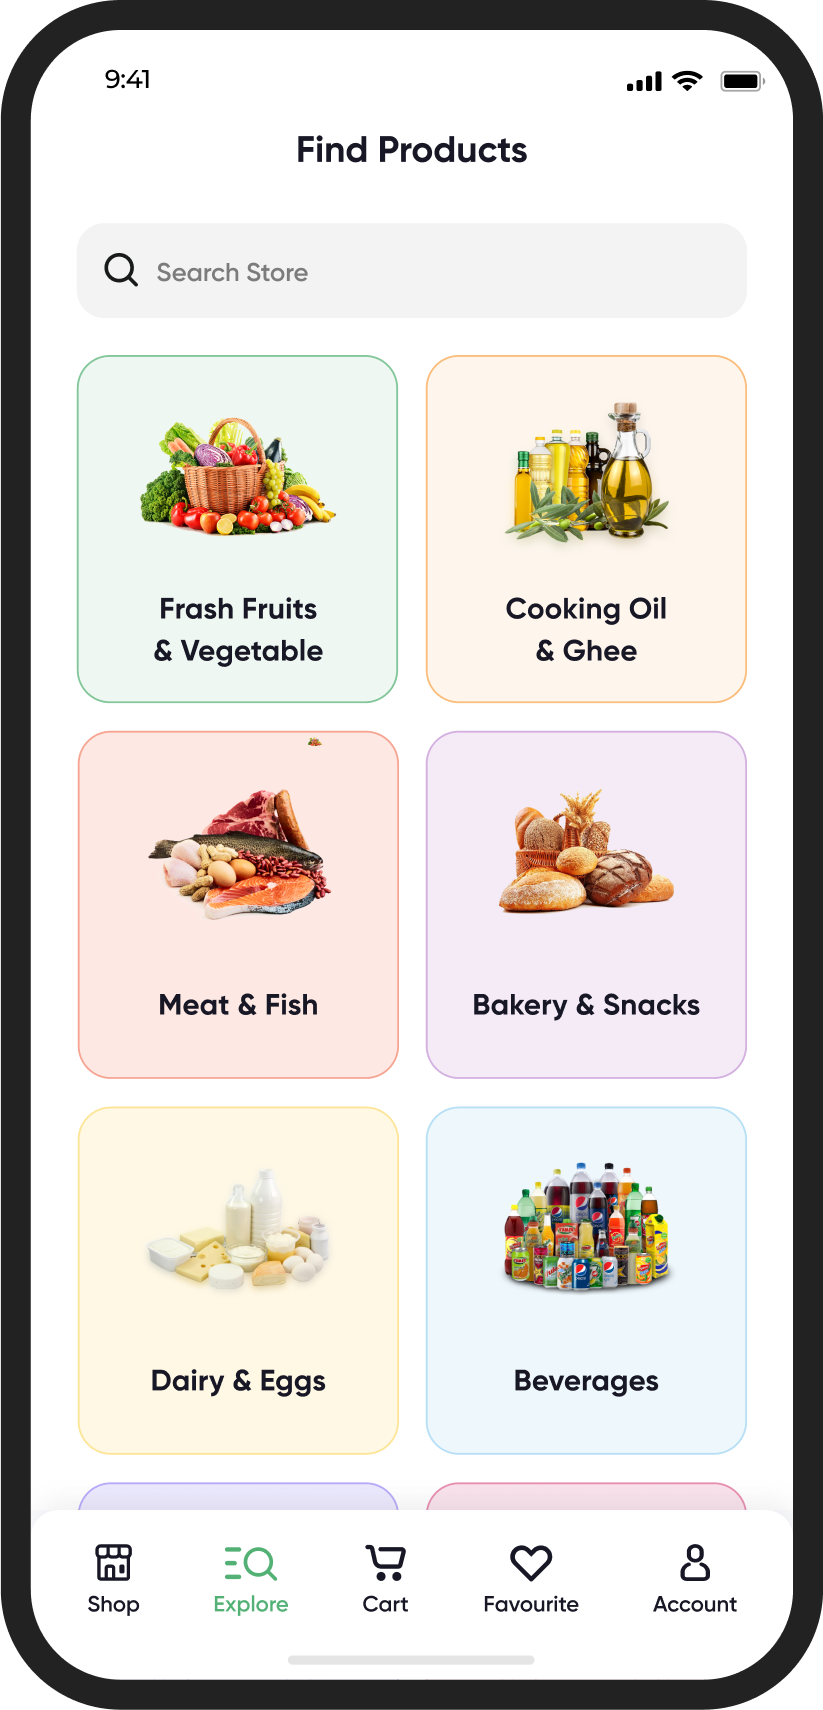 9:41
Find Products
Search Store
Frash Fruits
& Vegetable
Cooking Oil
& Ghee
Meat & Fish
Bakery & Snacks
Dairy & Eggs
Beverages
Shop
Explore
Cart
Favourite
Account